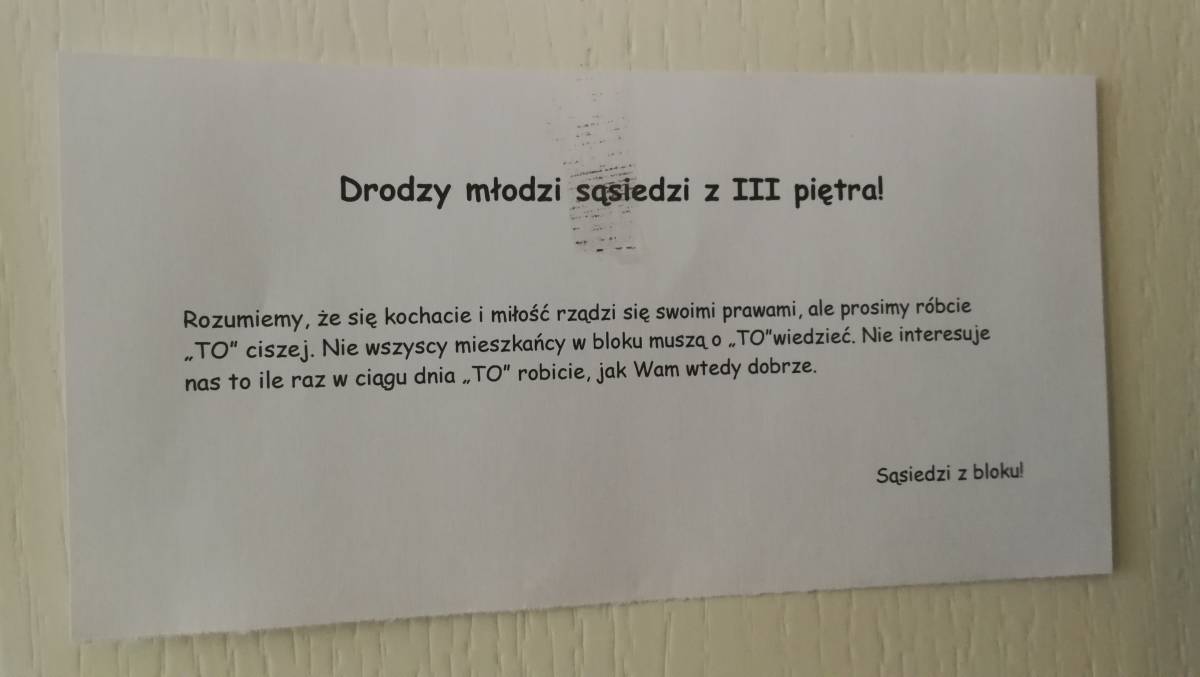 Drodzy młodzi sąsiedzi z III piętra!
Rozumiemy, że się kochacie i miłość rządzi się swoimi prawami, ale prosimy róbcie
„TO" ciszej. Nie wszyscy mieszkańcy w bloku muszą o „TO"wiedzieć. Nie interesuje
nas to ile raz w ciągu dnia „TO" robicie, jak Wam wtedy dobrze.
Sąsiedzi z bloku!